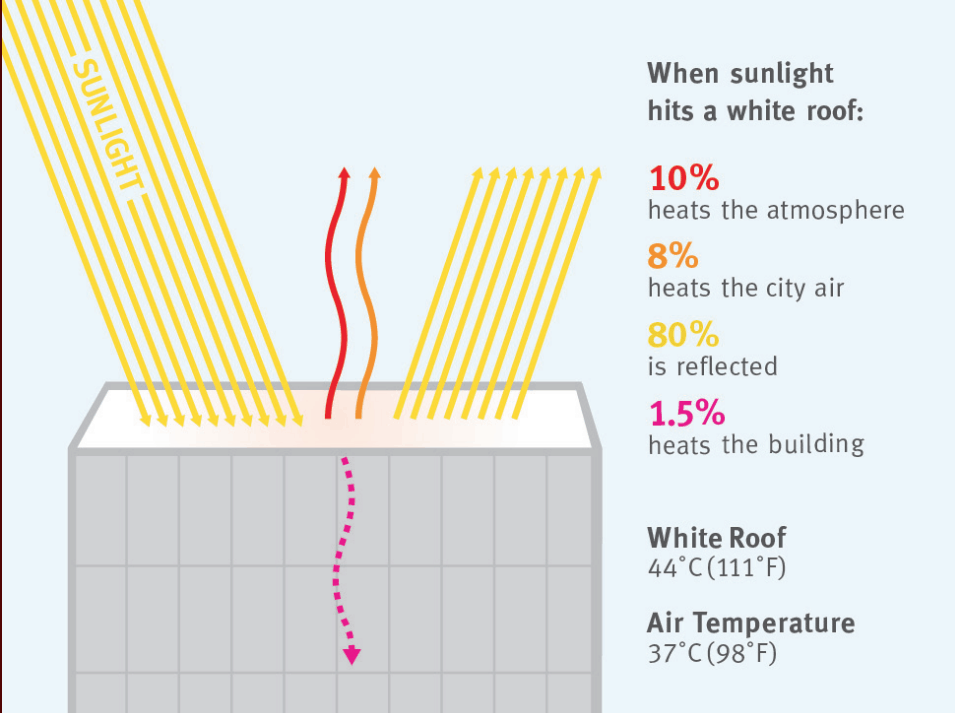 SUNLIGHT
When sunlight
hits a white roof:
10%
heats the atmosphere
8%
heats the city air
80%
is reflected
1.5%
heats the building
White Roof
44˚C (111˚F)
Air Temperature
37˚C (98˚F)